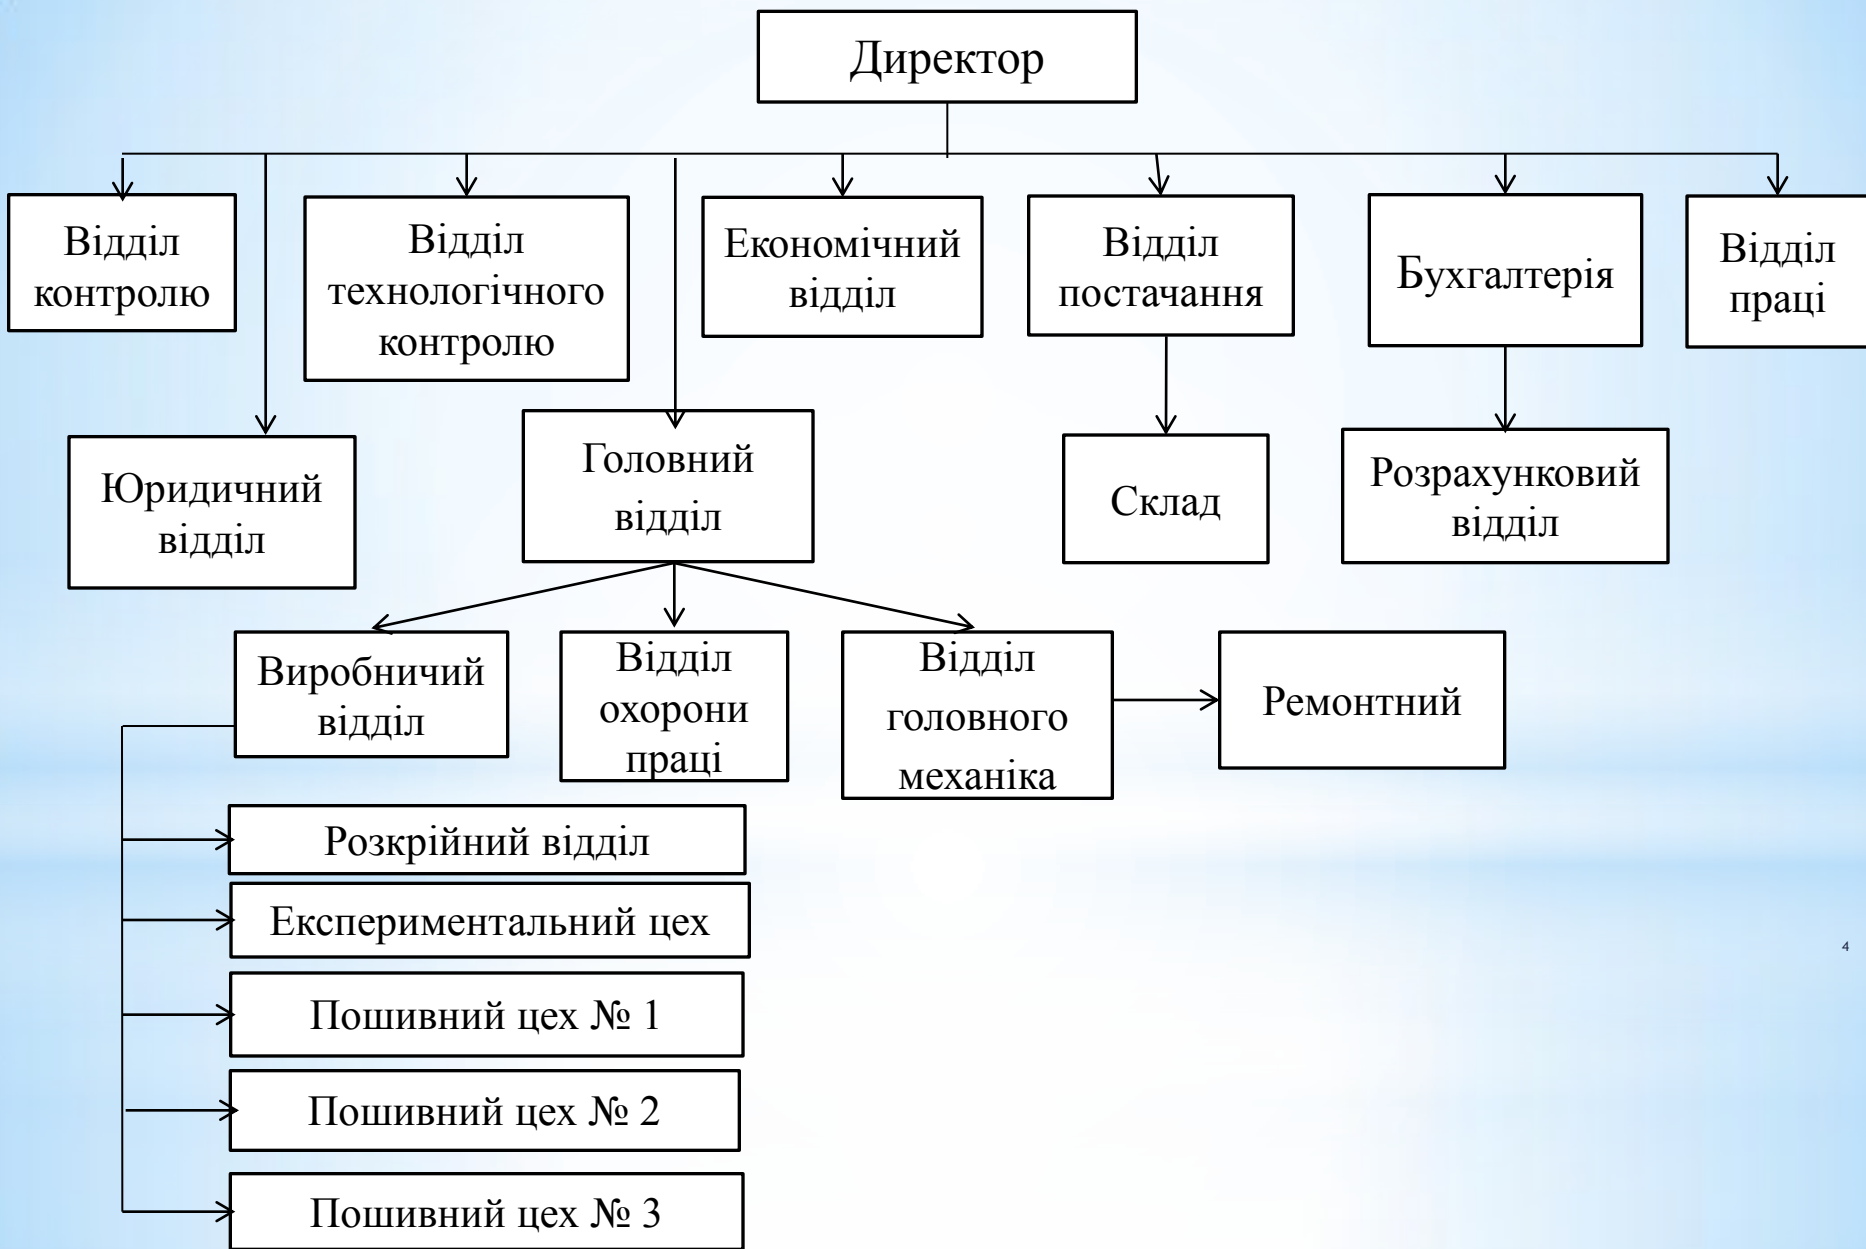 Директор
Відділ
контролю
Відділ
технологічного
контролю
Економічний
відділ
Відділ
постачання
Бухгалтерія
Відділ
праці
Юридичний
відділ
Головний
відділ
Склад
Розрахунковий
відділ
Виробничий
відділ
Відділ
охорони
праці
Відділ
головного
механіка
Ремонтний
Розкрійний відділ
Експериментальний цех
4
Пошивний цех № 1
Пошивний цех № 2
Пошивний цех № 3